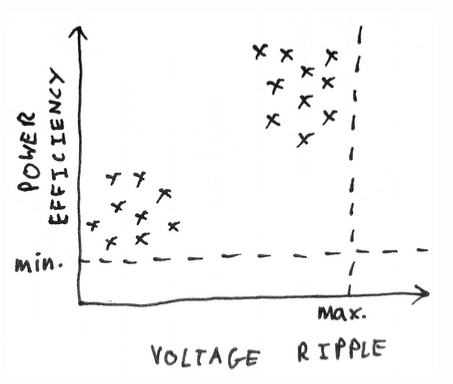 POWER
EFFICIENCY
min.
max.
VOLTAGE RIPPLE